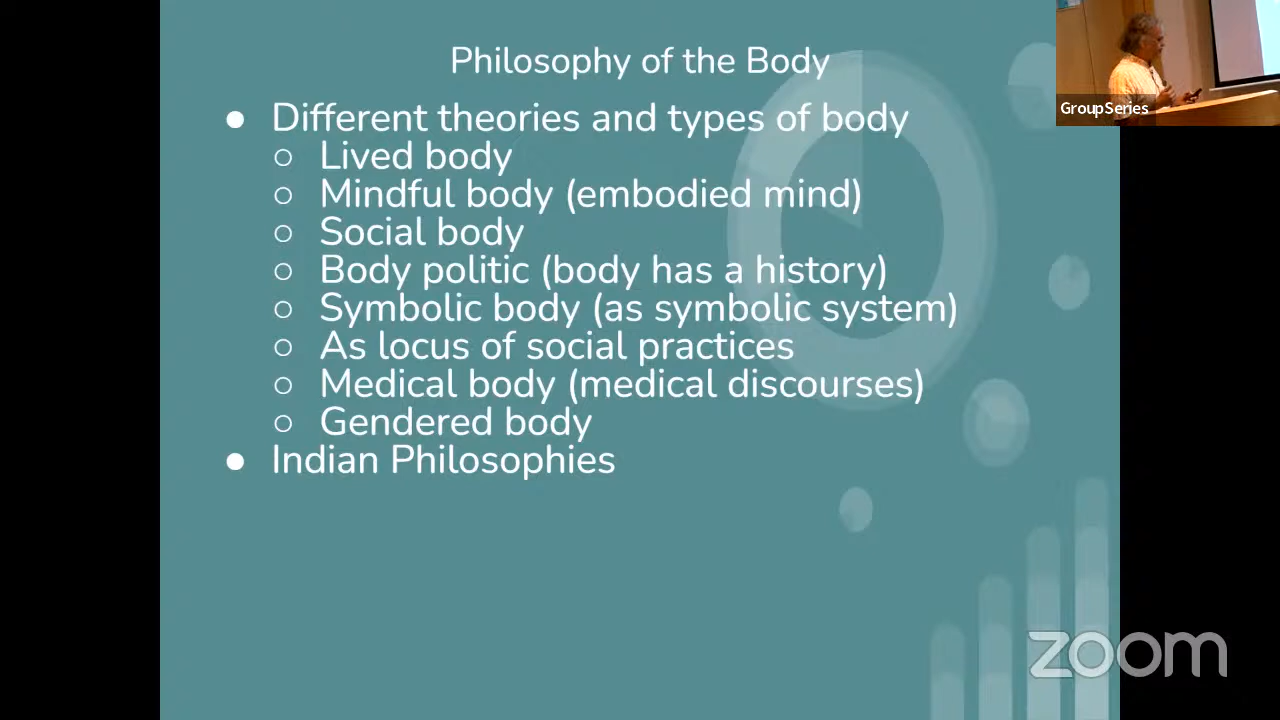 Philosophy of the Body
● Different theories and types of body
○ Lived body
○ Mindful body (embodied mind)
○ Social body
○ Body politic (body has a history)
○ Symbolic body (as symbolic system)
○ As locus of social practices
○ Medical body (medical discourses)
○ Gendered body
● Indian Philosophies
GroupSeries
zoom